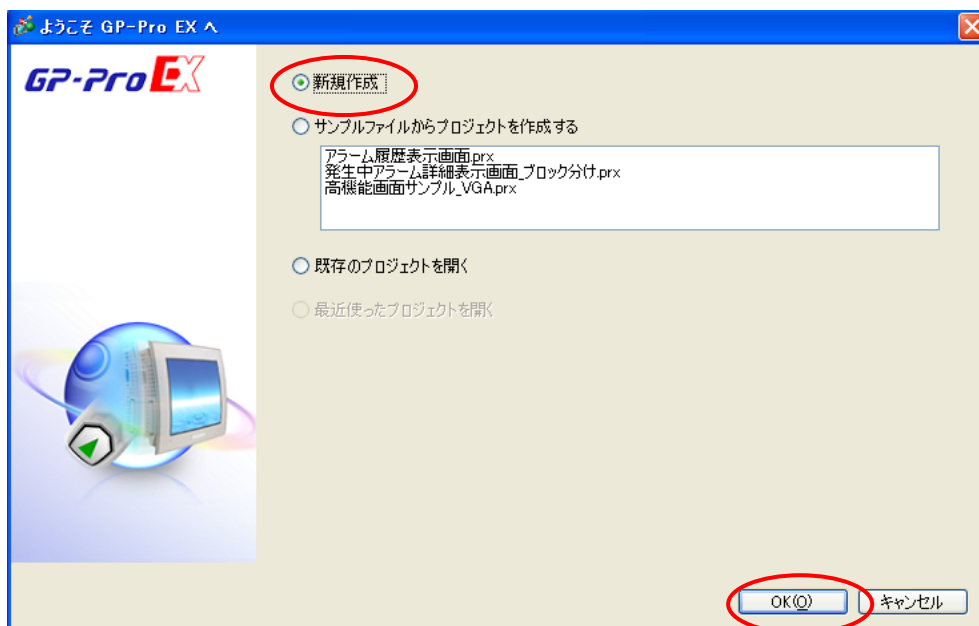 ようこそ GP-Pro EX へ
GP-Pro EX
新規作成
サンプルファイルからプロジェクトを作成する
アラーム履歴表示画面.prx
発生中アラーム詳細表示画面_ブロック分け.prx
高機能画面サンプル_VGA.prx
既存のプロジェクトを開く
最近使ったプロジェクトを開く
OK(O) キャンセル